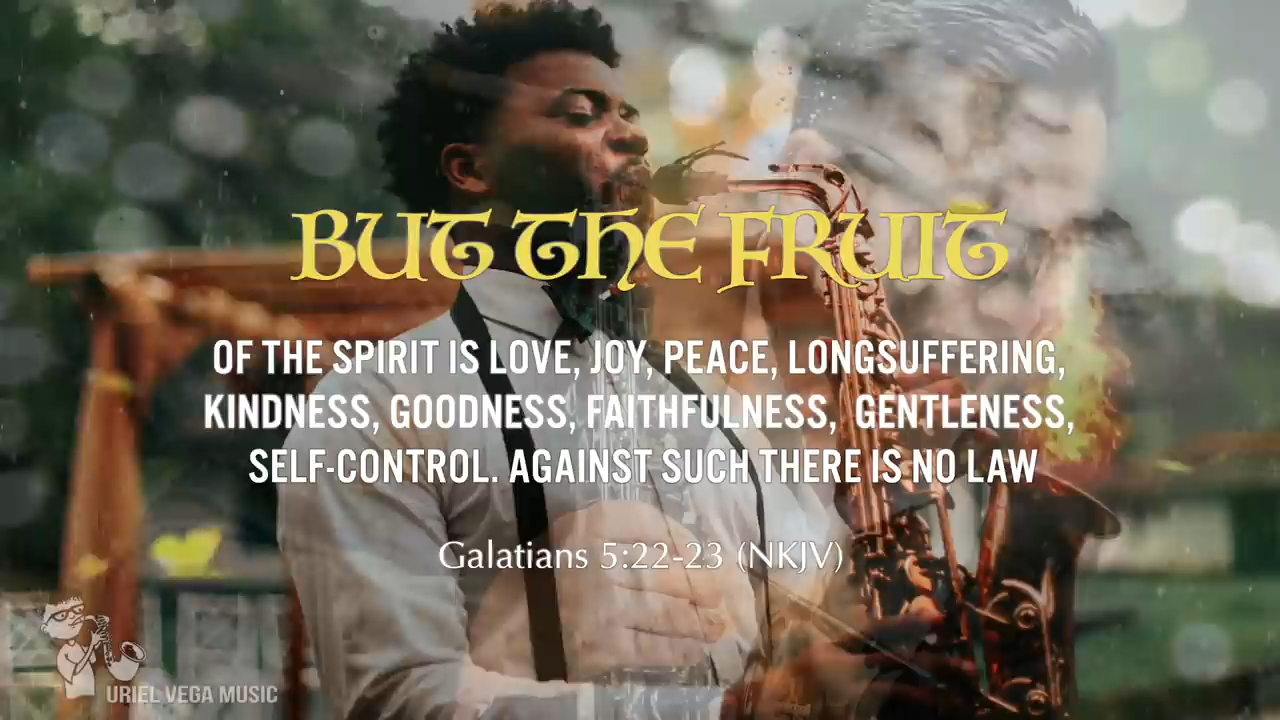 BUT THE FRUIT
OF THE SPIRIT IS LOVE, JOY, PEACE, LONGSUFFERING,
KINDNESS, GOODNESS, FAITHFULNESS, GENTLENESS,
SELF-CONTROL. AGAINST SUCH THERE IS NO LAW
Galatians 5:22-23 (NKJV)
URIEL VEGA MUSIC